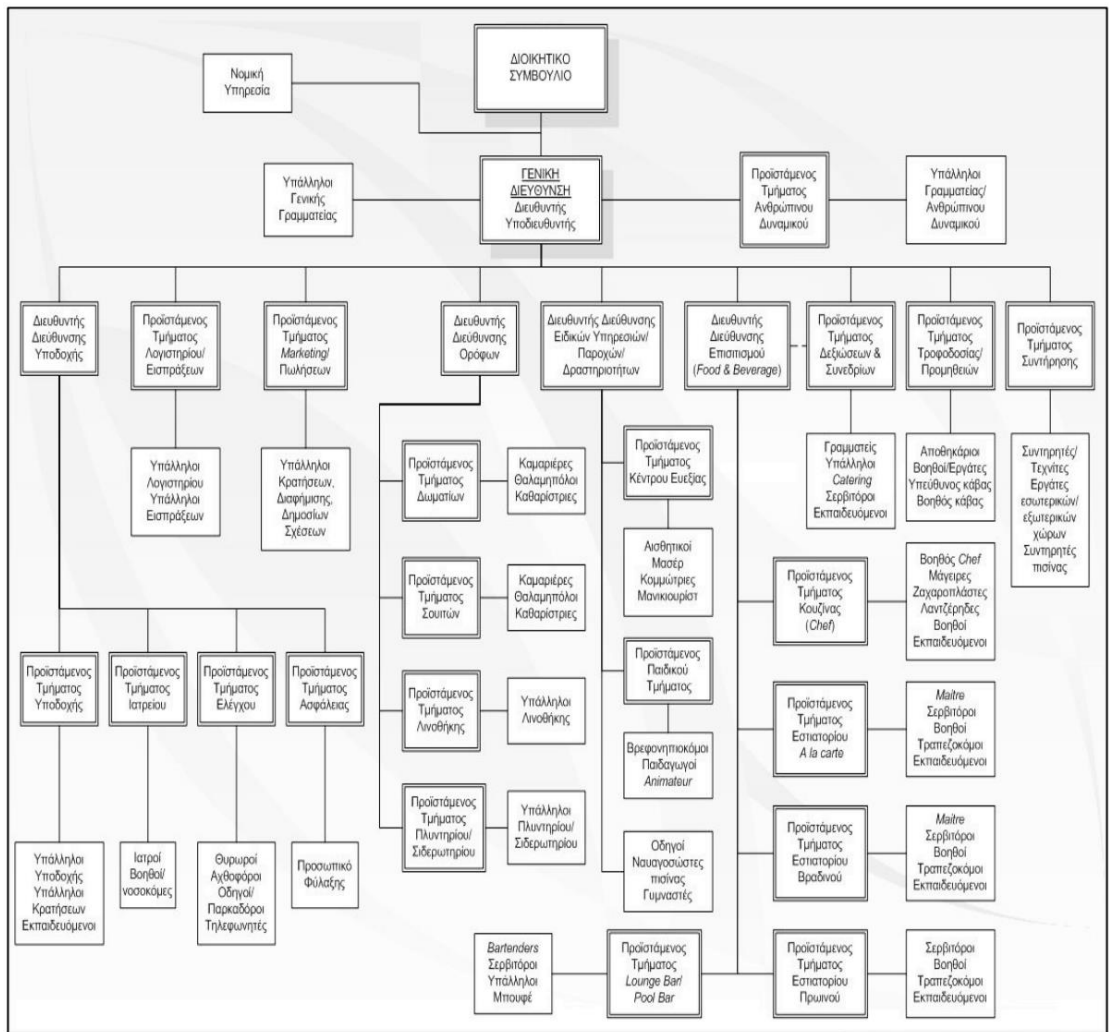 ΔΙΟΙΚΗΤΙΚΟ
ΣΥΜΒΟΥΛΙΟ
Νομική
Υπηρεσία
Υπάλληλοι
Γενικής
Γραμματείας
ΓΕΝΙΚΗ
ΔΙΕΥΘΥΝΣΗ
Διευθυντής
Υποδιευθυντής
Προϊστάμενος
Τμήματος
Ανθρώπινου
Δυναμικού
Υπάλληλοι
Γραμματείας/
Ανθρώπινου
Δυναμικού
Διευθυντής
Διεύθυνσης
Υποδοχής
Προϊστάμενος
Τμήματος
Λογιστηρίου/
Εισπράξεων
Προϊστάμενος
Τμήματος
Marketing/
Πωλήσεων
Διευθυντής
Διεύθυνσης
Ορόφων
Διευθυντής Διεύθυνσης
Ειδικών Υπηρεσιών/
Παροχών/
Δραστηριοτήτων
Διευθυντής
Διεύθυνσης
Επισιτισμού
(Food & Beverage)
Προϊστάμενος
Τμήματος
Δεξιώσεων &
Συνεδρίων
Προϊστάμενος
Τμήματος
Τροφοδοσίας/
Προμηθειών
Προϊστάμενος
Τμήματος
Συντήρησης
Υπάλληλοι
Λογιστηρίου
Υπάλληλοι
Εισπράξεων
Υπάλληλοι
Κρατήσεων,
Διαφήμισης,
Δημοσίων
Σχέσεων
Προϊστάμενος
Τμήματος
Δωματίων
Καμαριέρες
Θαλαμηπόλοι
Καθαρίστριες
Προϊστάμενος
Τμήματος
Κέντρου Ευεξίας
Γραμματείς
Υπάλληλοι
Catering
Σερβιτόροι
Εκπαιδευόμενοι
Αποθηκάριοι
Βοηθοί/Εργάτες
Υπεύθυνος κάβας
Βοηθός κάβας
Συντηρητές/
Τεχνίτες
Εργάτες
εσωτερικών/
εξωτερικών
χώρων
Συντηρητές
πισίνας
Αισθητικοί
Μασέρ
Κομμώτριες
Μανικιουρίστ
Προϊστάμενος
Τμήματος
Σουιτών
Καμαριέρες
Θαλαμηπόλοι
Καθαρίστριες
Προϊστάμενος
Τμήματος
Κουζίνας
(Chef)
Βοηθός Chef
Μάγειρες
Ζαχαροπλάστες
Λαντζέρηδες
Βοηθοί
Εκπαιδευόμενοι
Προϊστάμενος
Τμήματος
Υποδοχής
Προϊστάμενος
Τμήματος
Ιατρείου
Προϊστάμενος
Τμήματος
Ελέγχου
Προϊστάμενος
Τμήματος
Ασφάλειας
Προϊστάμενος
Τμήματος
Λινοθήκης
Υπάλληλοι
Λινοθήκης
Προϊστάμενος
Παιδικού
Τμήματος
Προϊστάμενος
Τμήματος
Εστιατορίου
A la carte
Maitre
Σερβιτόροι
Βοηθοί
Τραπεζοκόμοι
Εκπαιδευόμενοι
Βρεφονηπιοκόμοι
Παιδαγωγοί
Animateur
Προϊστάμενος
Τμήματος
Πλυντηρίου/
Σιδερωτηρίου
Υπάλληλοι
Πλυντηρίου/
Σιδερωτηρίου
Υπάλληλοι
Υποδοχής
Υπάλληλοι
Κρατήσεων
Εκπαιδευόμενοι
Ιατροί
Βοηθοί/
νοσοκόμες
Θυρωροί
Αχθοφόροι
Οδηγοί/
Παρκαδόροι
Τηλεφωνητές
Προσωπικό
Φύλαξης
Οδηγοί
Ναυαγοσώστες
πισίνας
Γυμναστές
Προϊστάμενος
Τμήματος
Εστιατορίου
Βραδινού
Maitre
Σερβιτόροι
Βοηθοί
Τραπεζοκόμοι
Εκπαιδευόμενοι
Bartenders
Σερβιτόροι
Υπάλληλοι
Μπουφέ
Προϊστάμενος
Τμήματος
Lounge Bar/
Pool Bar
Προϊστάμενος
Τμήματος
Εστιατορίου
Πρωινού
Σερβιτόροι
Βοηθοί
Τραπεζοκόμοι
Εκπαιδευόμενοι